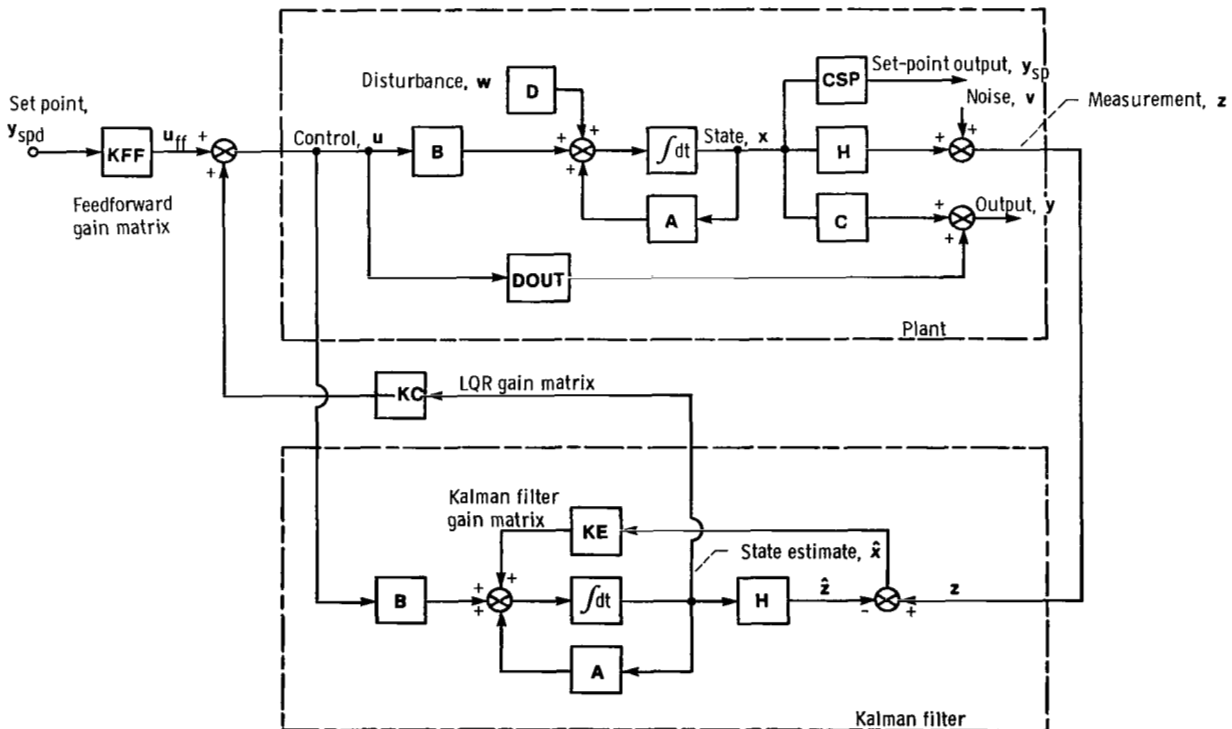 Disturbance, w
D
CSP
Set-point output, y_sp
Noise, v
Measurement, z
Set point,
y_spd
KFF
u_ff
+
+
Feedforward
gain matrix
Control, u
B
+
+
+
∫dt
State, x
A
H
+
+
C
+
+
Output, y
DOUT
Plant
KC
LQR gain matrix
Kalman filter
gain matrix
KE
State estimate, x̂
B
+
+
+
∫dt
H
ẑ
-
+
z
A
Kalman filter